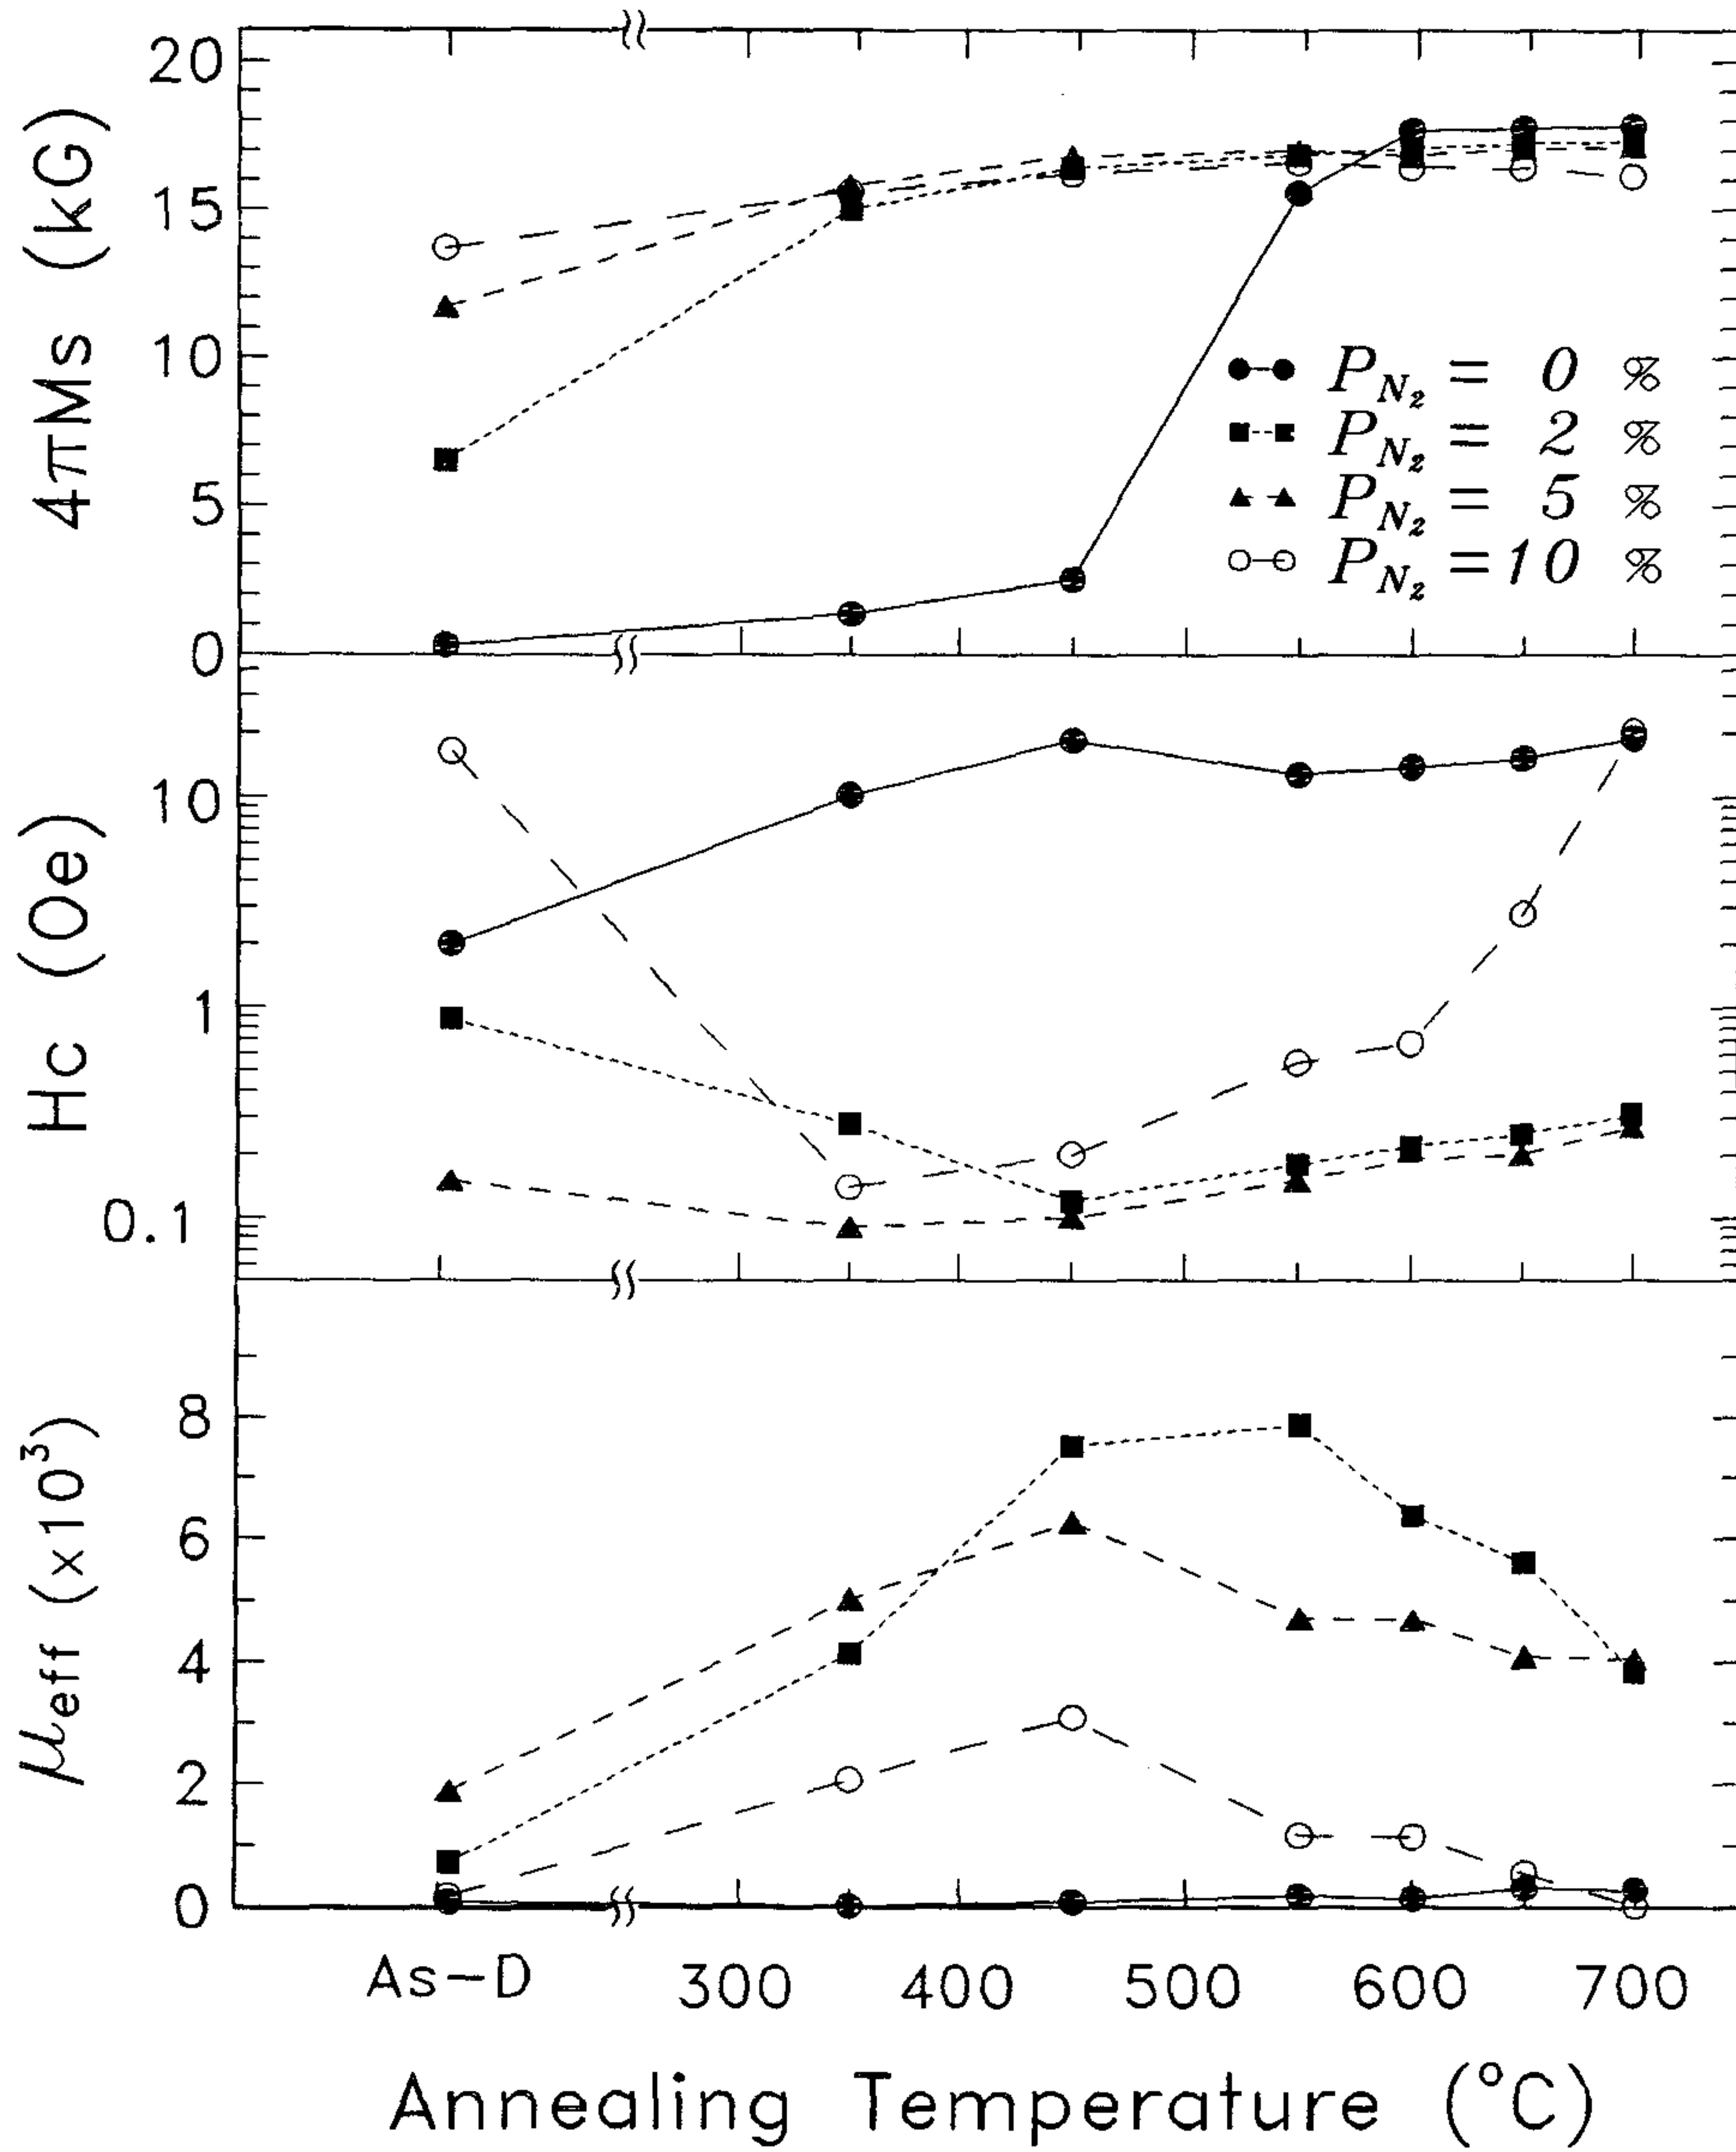 20
15
10
5
0
4πMs (kG)
P_N₂ = 0 %
P_N₂ = 2 %
P_N₂ = 5 %
P_N₂ = 10 %
10
1
0.1
Hc (Oe)
8
6
4
2
0
μeff (x10³)
As-D 300 400 500 600 700
Annealing Temperature (°C)